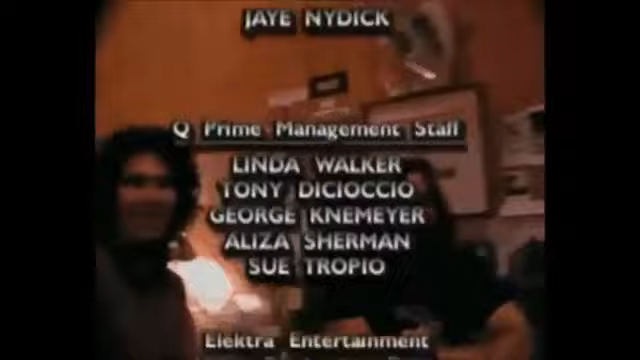 JAYE NYDICK
Q Prime Management Staff
LINDA WALKER
TONY DICIOCCIO
GEORGE KNEMEYER
ALIZA SHERMAN
SUE TROPIO
Elektra Entertainment